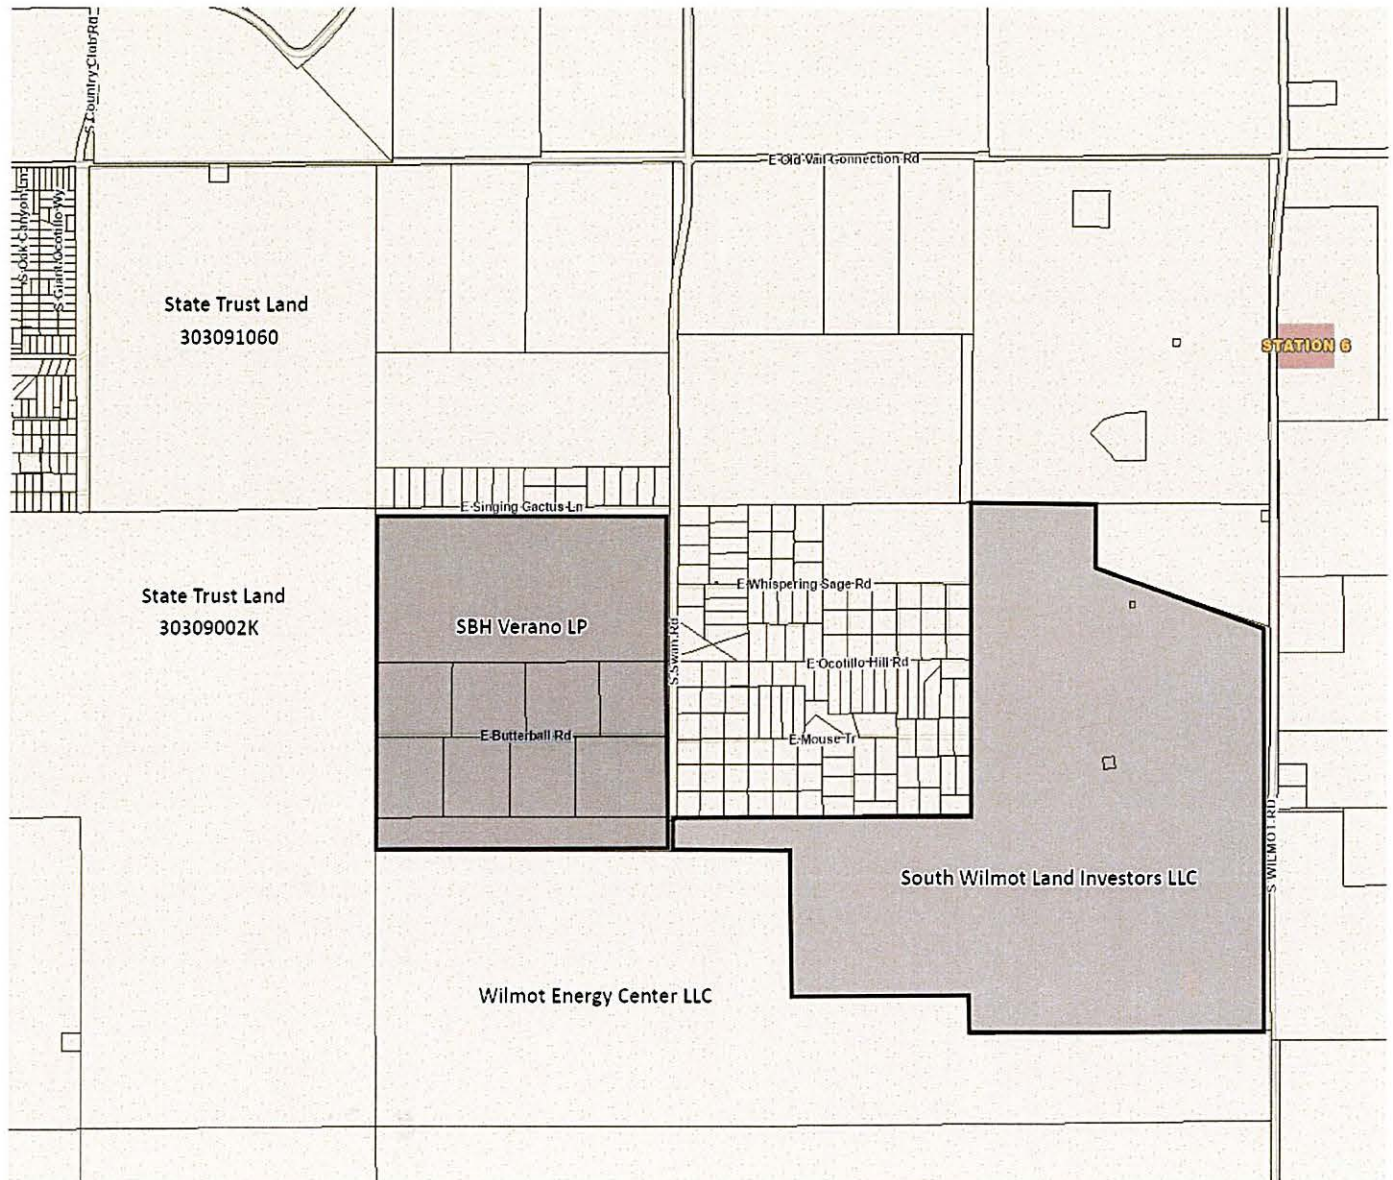 S Country Club Rd
E Old Vail Connection Rd
S Oak Canyon Ln
S Giant Ocotillo Wy
State Trust Land
303091060
STATION 6
E Singing Cactus Ln
State Trust Land
30309002K
SBH Verano LP
E Whispering Sage Rd
S Swan Rd
E Ocotillo Hill Rd
E Butterball Rd
E Mouse Tr
South Wilmot Land Investors LLC
S WILMOT RD
Wilmot Energy Center LLC